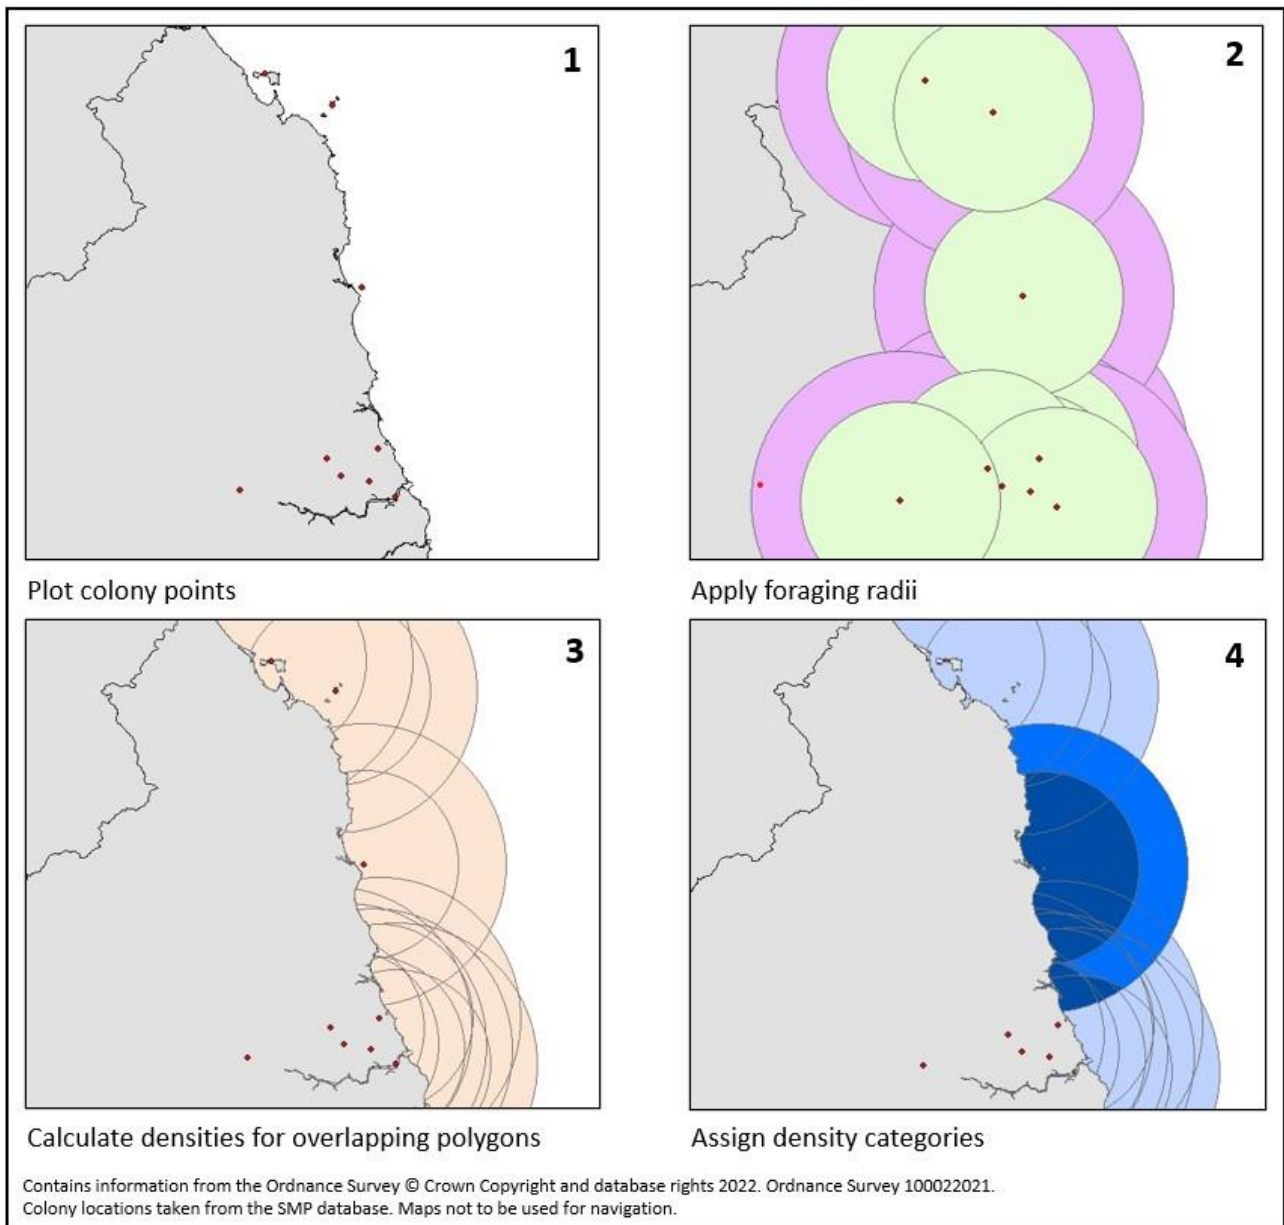 1
2
Plot colony points
Apply foraging radii
3
4
Calculate densities for overlapping polygons
Assign density categories
Contains information from the Ordnance Survey © Crown Copyright and database rights 2022. Ordnance Survey 100022021.
Colony locations taken from the SMP database. Maps not to be used for navigation.